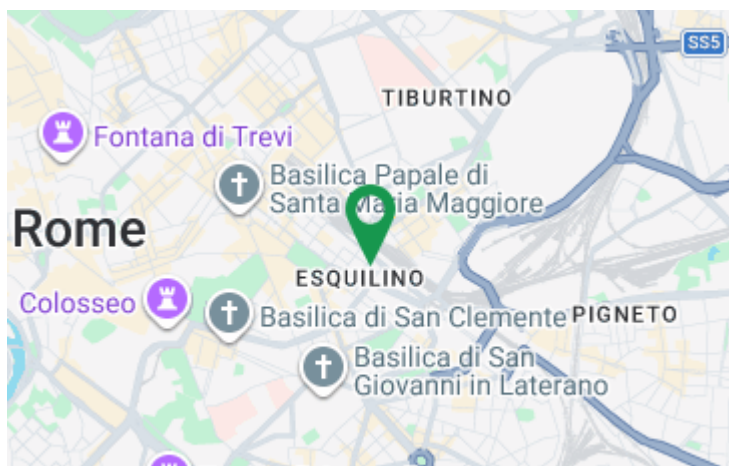 SS5
TIBURTINO
Fontana di Trevi
Basilica Papale di
Santa Maria Maggiore
Rome
ESQUILINO
Colosseo
Basilica di San Clemente
PIGNETO
Basilica di San
Giovanni in Laterano